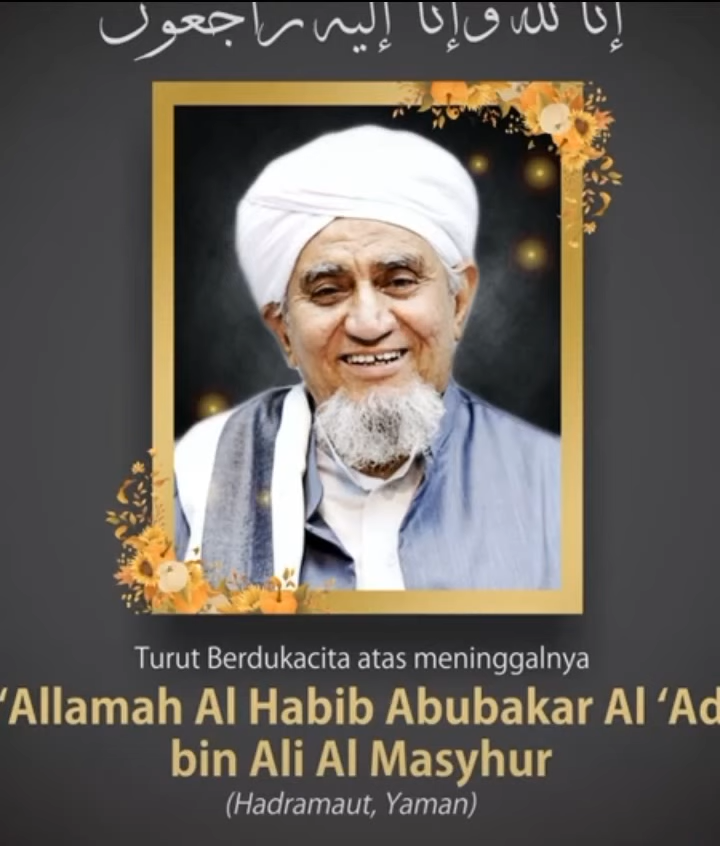 إنا لله وإنا إليه راجعون
Turut Berdukacita atas meninggalnya
‘Allamah Al Habib Abubakar Al ‘Ad
bin Ali Al Masyhur
(Hadramaut, Yaman)